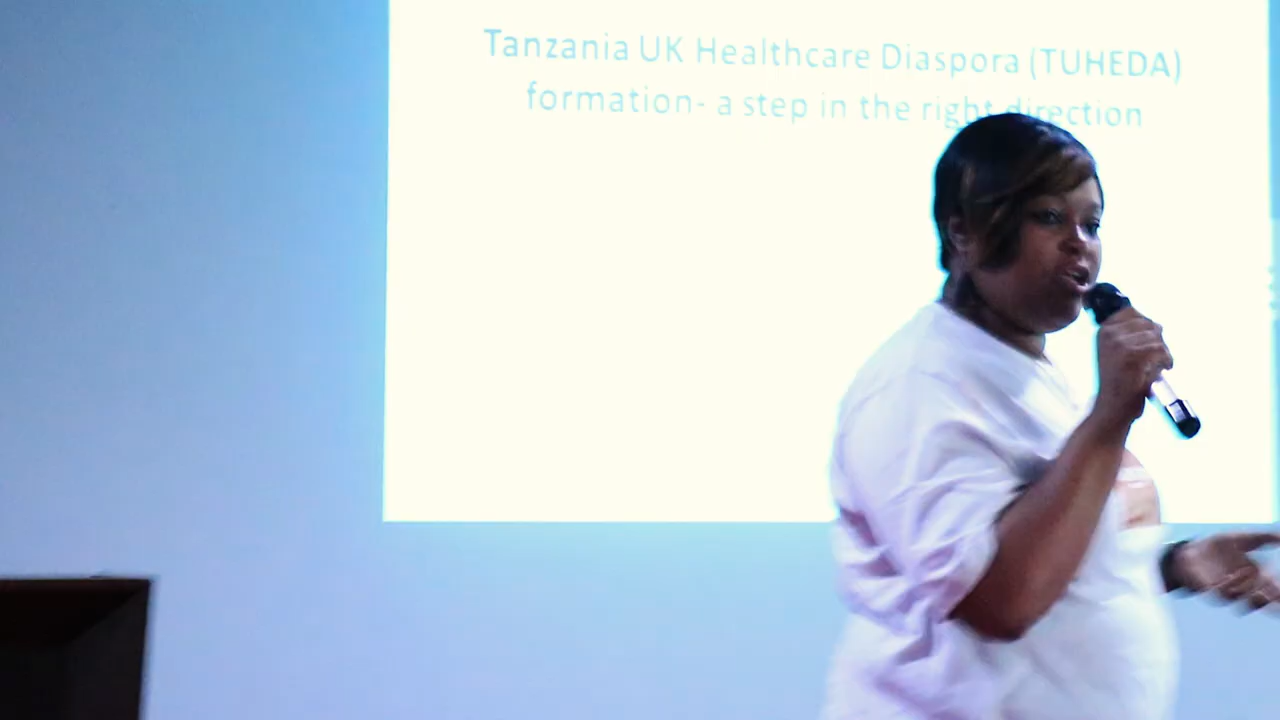 Tanzania UK Healthcare Diaspora (TUHEDA)
formation- a step in the right direction